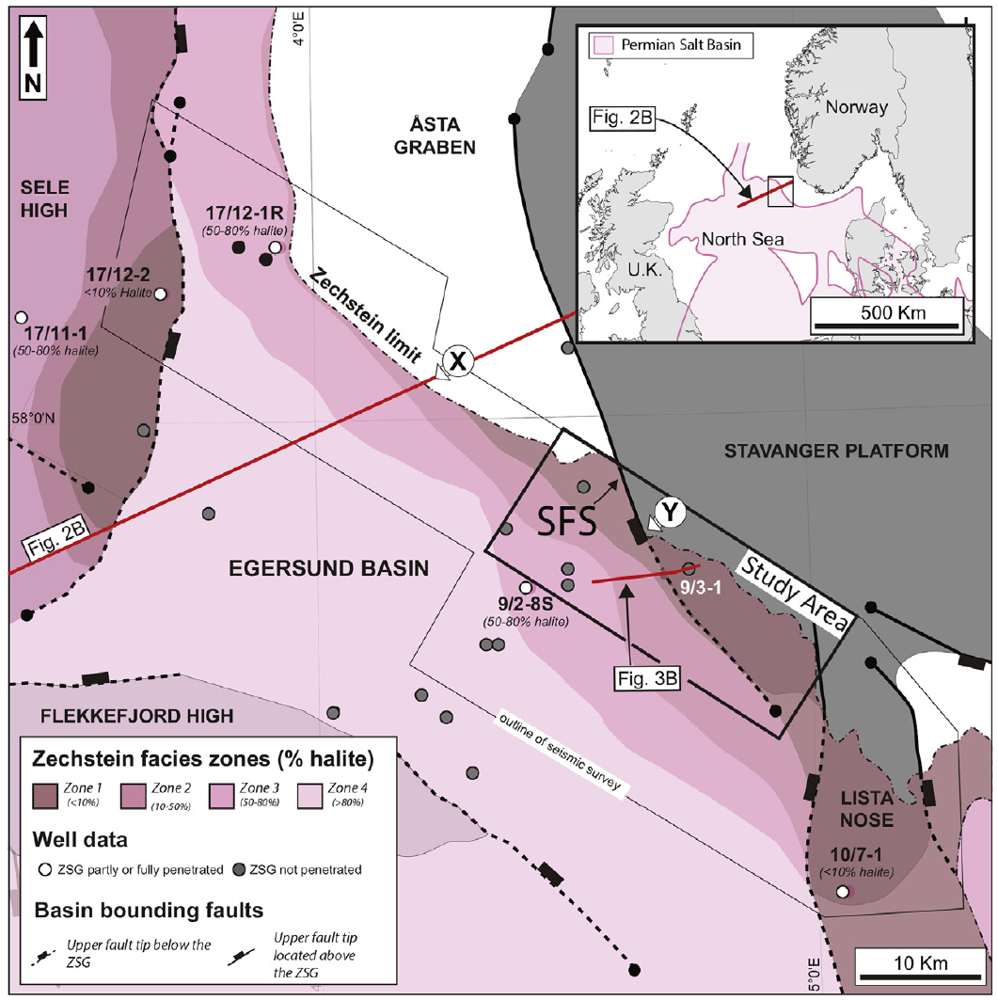 N
4°0'E
ÅSTA
GRABEN
SELE
HIGH
17/12-1R
(50-80% halite)
17/12-2
<10% Halite
17/11-1
(50-80% halite)
Zechstein limit
X
58°0'N
Permian Salt Basin
Norway
Fig. 2B
North Sea
U.K.
500 Km
STAVANGER PLATFORM
SFS
Y
Fig. 2B
EGERSUND BASIN
9/3-1
Study Area
9/2-8S
(50-80% halite)
Fig. 3B
FLEKKEFJORD HIGH
outline of seismic survey
LISTA
NOSE
10/7-1
(<10% halite)
Zechstein facies zones (% halite)
Zone 1
(<10%)
Zone 2
(10-50%)
Zone 3
(50-80%)
Zone 4
(>80%)
Well data
ZSG partly or fully penetrated
ZSG not penetrated
Basin bounding faults
Upper fault tip below the
ZSG
Upper fault tip
located above
the ZSG
5°0'E
10 Km